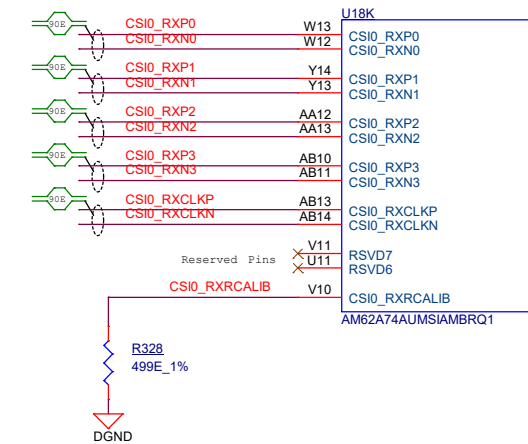 U18K
90E CSI0_RXP0 W13 CSI0_RXP0
CSI0_RXN0 W12 CSI0_RXN0
90E CSI0_RXP1 Y14 CSI0_RXP1
CSI0_RXN1 Y13 CSI0_RXN1
90E CSI0_RXP2 AA12 CSI0_RXP2
CSI0_RXN2 AA13 CSI0_RXN2
90E CSI0_RXP3 AB10 CSI0_RXP3
CSI0_RXN3 AB11 CSI0_RXN3
90E CSI0_RXCLKP AB13 CSI0_RXCLKP
CSI0_RXCLKN AB14 CSI0_RXCLKN
V11 RSVD7
Reserved Pins U11 RSVD6
CSI0_RXRCALIB V10 CSI0_RXRCALIB
AM62A74AUMSIAMBRQ1
R328
499E_1%
DGND